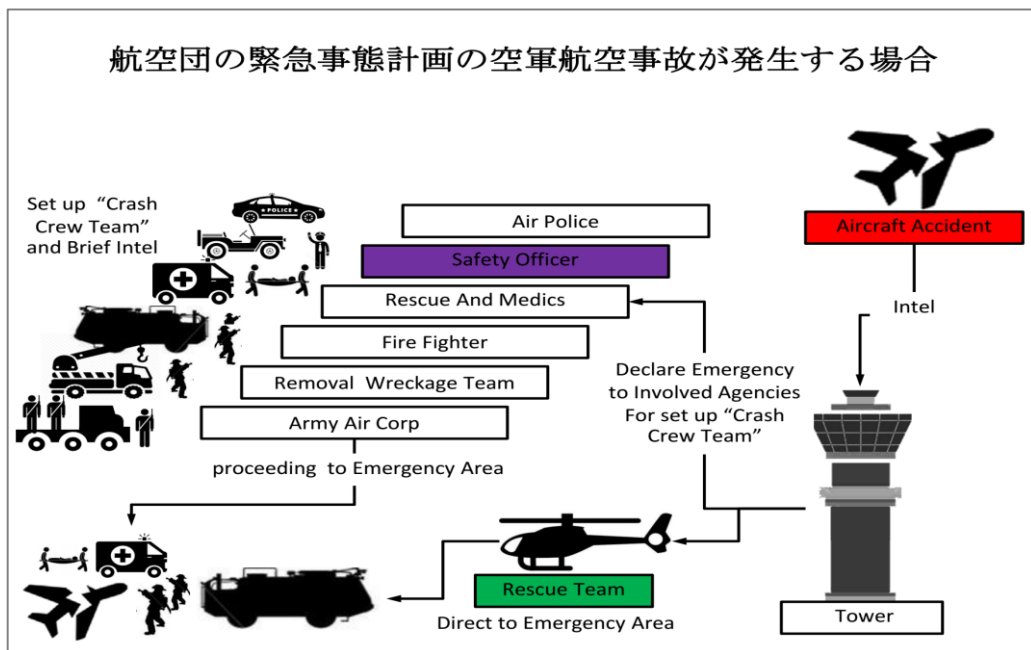 航空団の緊急事態計画の空軍航空事故が発生する場合
Set up “Crash
Crew Team”
and Brief Intel
POLICE
Air Police
Safety Officer
Rescue And Medics
Fire Fighter
Removal Wreckage Team
Army Air Corp
proceeding to Emergency Area
Aircraft Accident
Intel
Declare Emergency
to Involved Agencies
For set up “Crash
Crew Team”
Rescue Team
Direct to Emergency Area
Tower